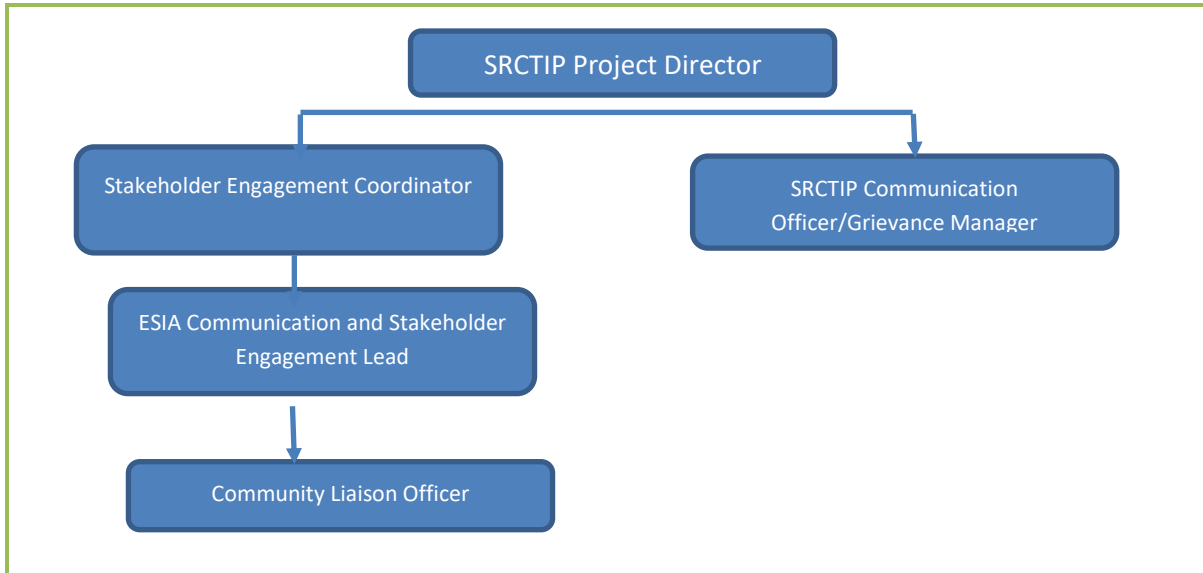 SRCTIP Project Director
Stakeholder Engagement Coordinator
SRCTIP Communication
Officer/Grievance Manager
ESIA Communication and Stakeholder
Engagement Lead
Community Liaison Officer